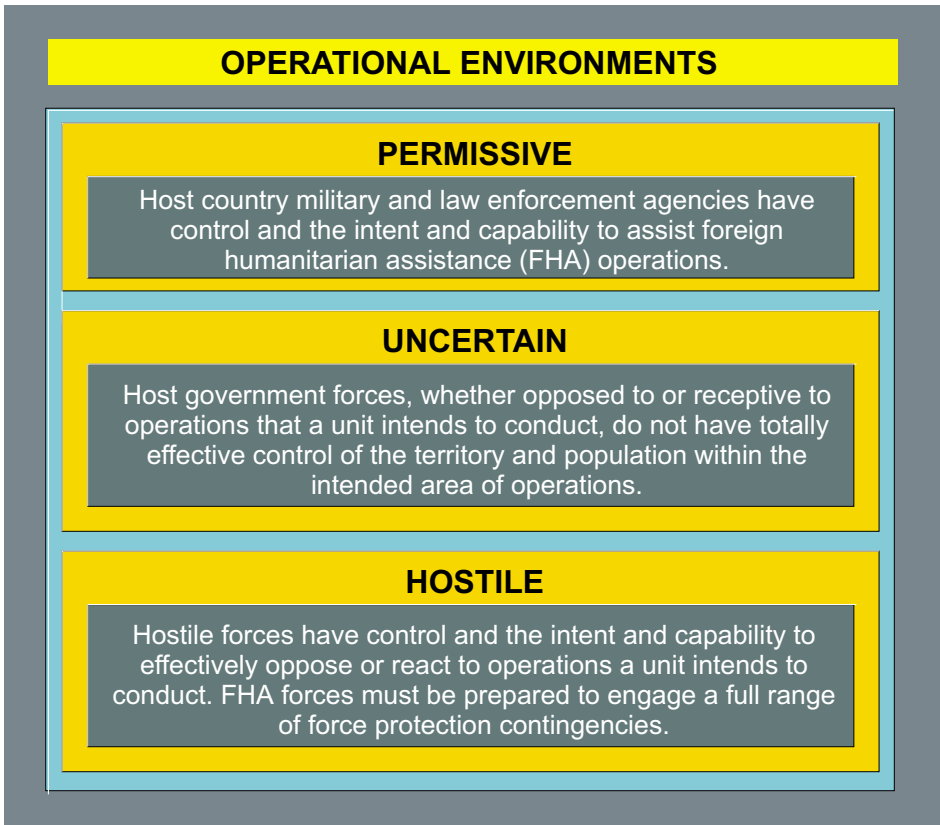 OPERATIONAL ENVIRONMENTS
PERMISSIVE
Host country military and law enforcement agencies have
control and the intent and capability to assist foreign
humanitarian assistance (FHA) operations.
UNCERTAIN
Host government forces, whether opposed to or receptive to
operations that a unit intends to conduct, do not have totally
effective control of the territory and population within the
intended area of operations.
HOSTILE
Hostile forces have control and the intent and capability to
effectively oppose or react to operations a unit intends to
conduct. FHA forces must be prepared to engage a full range
of force protection contingencies.